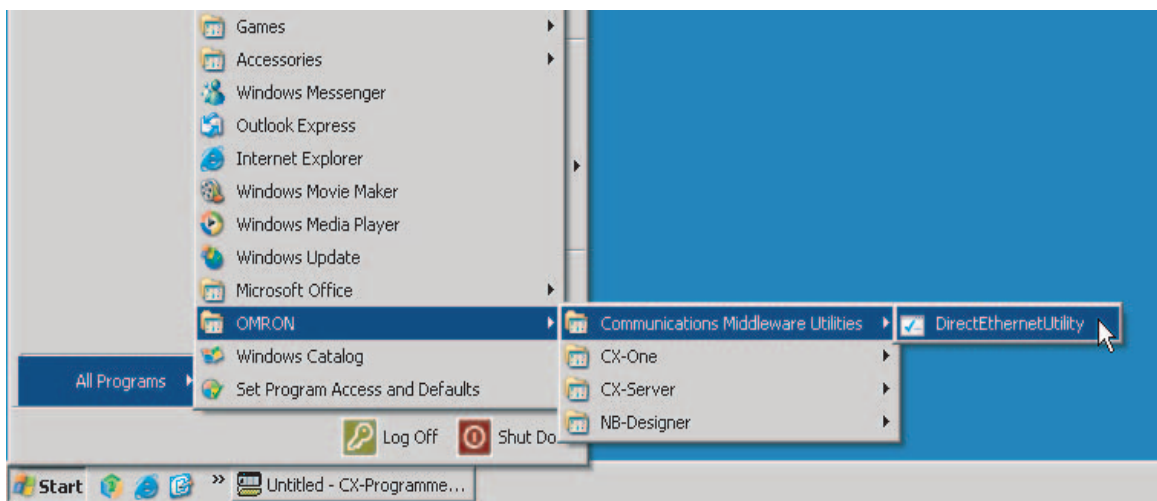 Games
Accessories
Windows Messenger
Outlook Express
Internet Explorer
Windows Movie Maker
Windows Media Player
Windows Update
Microsoft Office
OMRON
Communications Middleware Utilities
DirectEthernetUtility
Windows Catalog
CX-One
All Programs
Set Program Access and Defaults
CX-Server
NB-Designer
Log Off
Shut Do
Start
Untitled - CX-Programme...